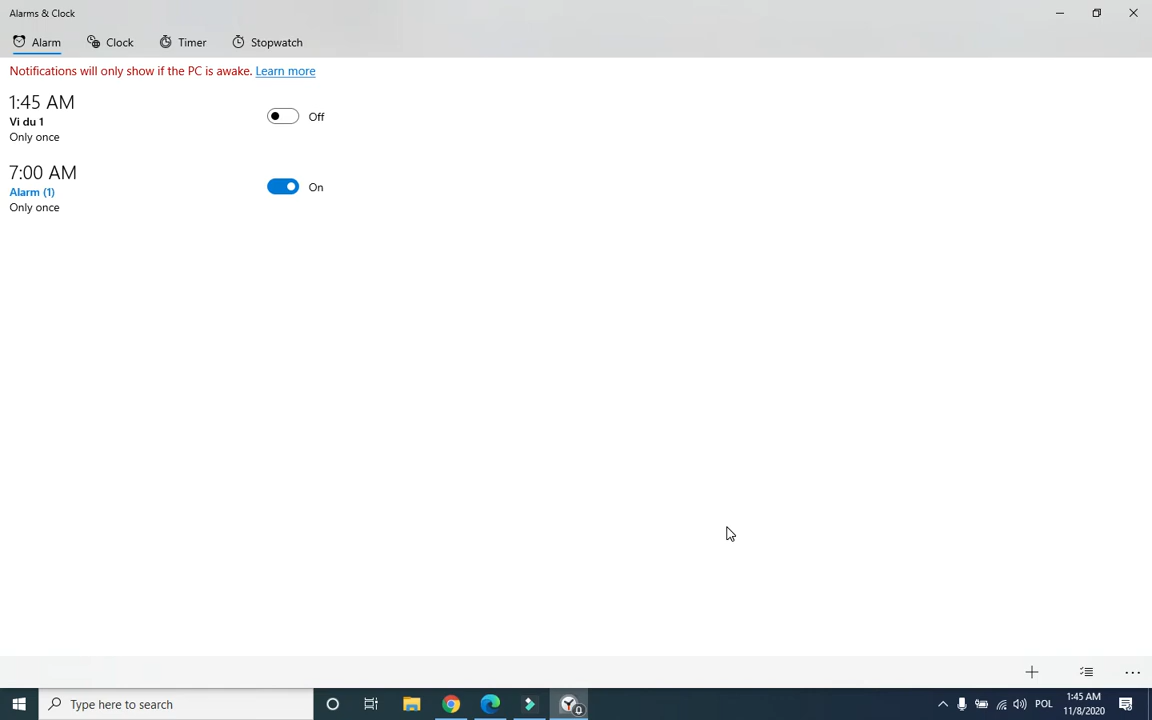 Alarms & Clock
Alarm Clock Timer Stopwatch
Notifications will only show if the PC is awake. Learn more
1:45 AM
Vi du 1
Only once
Off
7:00 AM
Alarm (1)
Only once
On
Type here to search
POL
1:45 AM
11/8/2020